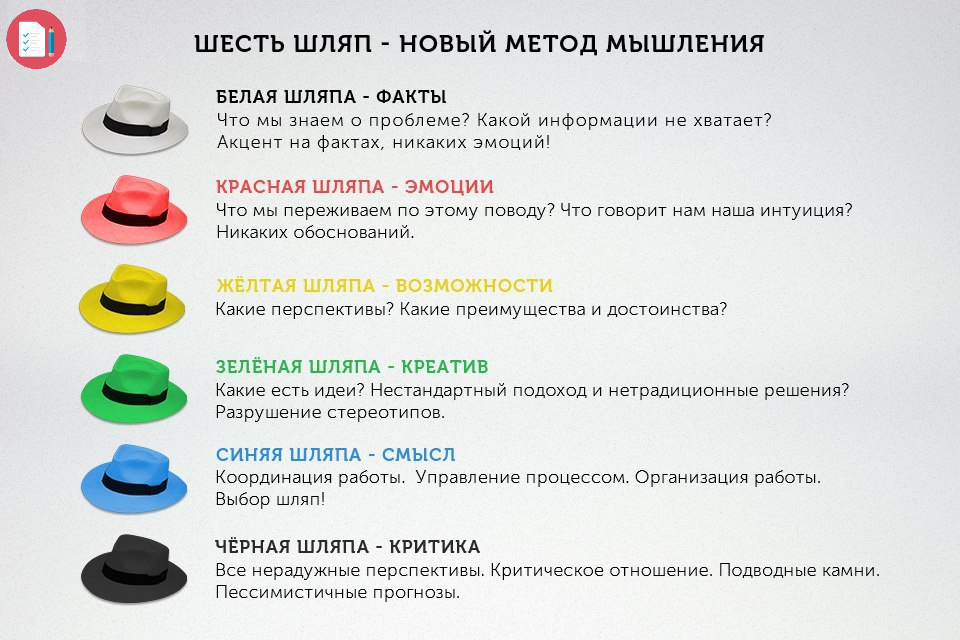 ШЕСТЬ ШЛЯП - НОВЫЙ МЕТОД МЫШЛЕНИЯ
БЕЛАЯ ШЛЯПА - ФАКТЫ
Что мы знаем о проблеме? Какой информации не хватает?
Акцент на фактах, никаких эмоций!
КРАСНАЯ ШЛЯПА - ЭМОЦИИ
Что мы переживаем по этому поводу? Что говорит нам наша интуиция?
Никаких обоснований.
ЖЁЛТАЯ ШЛЯПА - ВОЗМОЖНОСТИ
Какие перспективы? Какие преимущества и достоинства?
ЗЕЛЁНАЯ ШЛЯПА - КРЕАТИВ
Какие есть идеи? Нестандартный подоход и нетрадиционные решения?
Разрушение стереотипов.
СИНЯЯ ШЛЯПА - СМЫСЛ
Координация работы.  Управление процессом. Организация работы.
Выбор шляп!
ЧЁРНАЯ ШЛЯПА - КРИТИКА
Все нерадужные перспективы. Критическое отношение. Подводные камни.
Пессимистичные прогнозы.